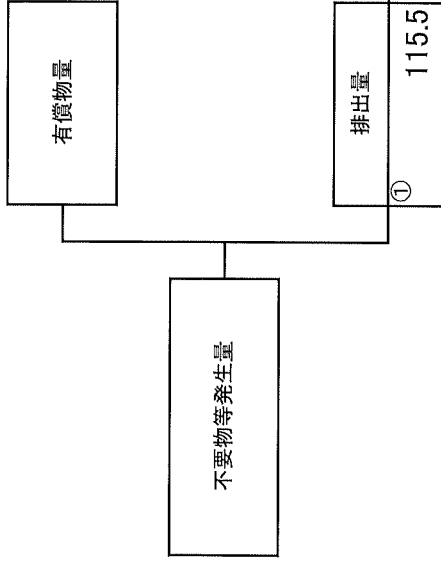 不要物等発生量
有償物量
排出量
①
115.5